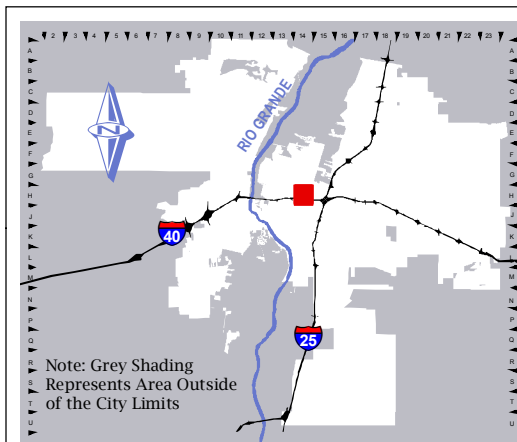 2 3 4 5 6 7 8 9 10 11 12 13 14 15 16 17 18 19 20 21 22 23
A A
B B
C C
D D
E E
F F
G G
H H
J J
K K
L L
M M
N N
P P
Q Q
R R
S S
T T
U U
N
RIO GRANDE
40
25
Note: Grey Shading
Represents Area Outside
of the City Limits